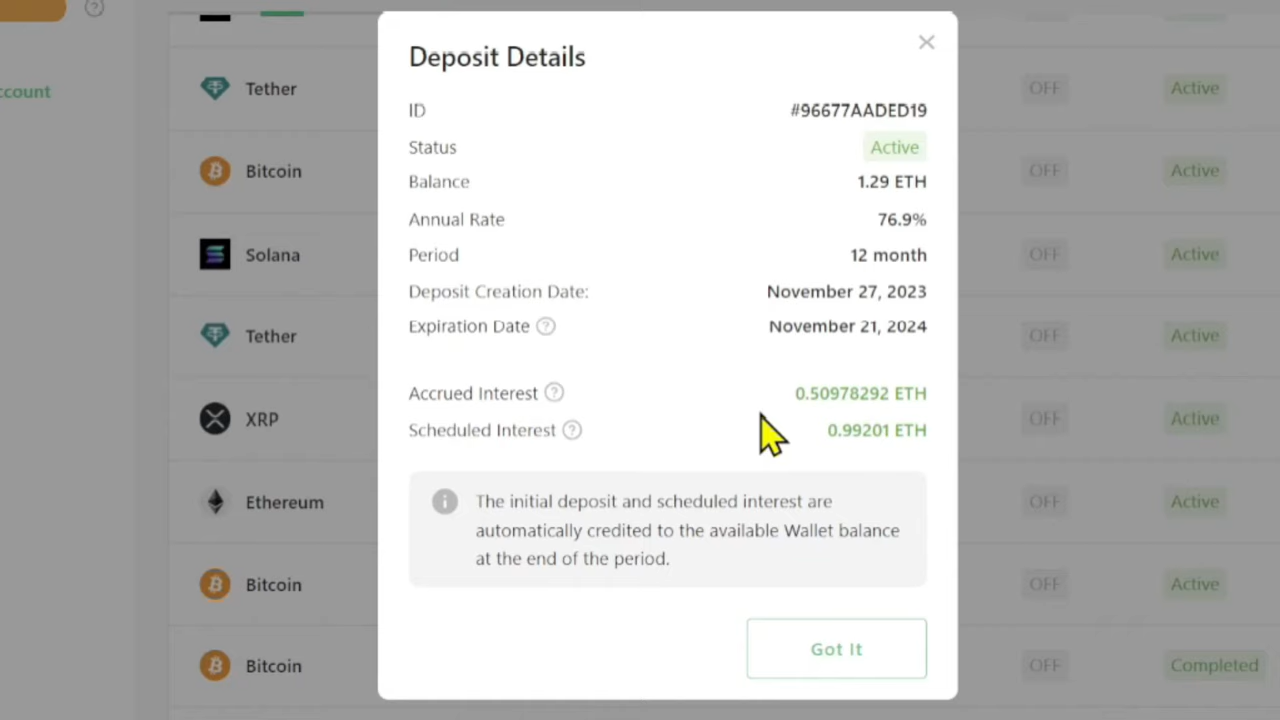 ccount
Tether OFF Active
Bitcoin OFF Active
Solana OFF Active
Tether OFF Active
XRP OFF Active
Ethereum OFF Active
Bitcoin OFF Active
Bitcoin OFF Completed
Deposit Details
ID #96677AADED19
Status Active
Balance 1.29 ETH
Annual Rate 76.9%
Period 12 month
Deposit Creation Date: November 27, 2023
Expiration Date ? November 21, 2024
Accrued Interest ? 0.50978292 ETH
Scheduled Interest ? 0.99201 ETH
The initial deposit and scheduled interest are
automatically credited to the available Wallet balance
at the end of the period.
Got It